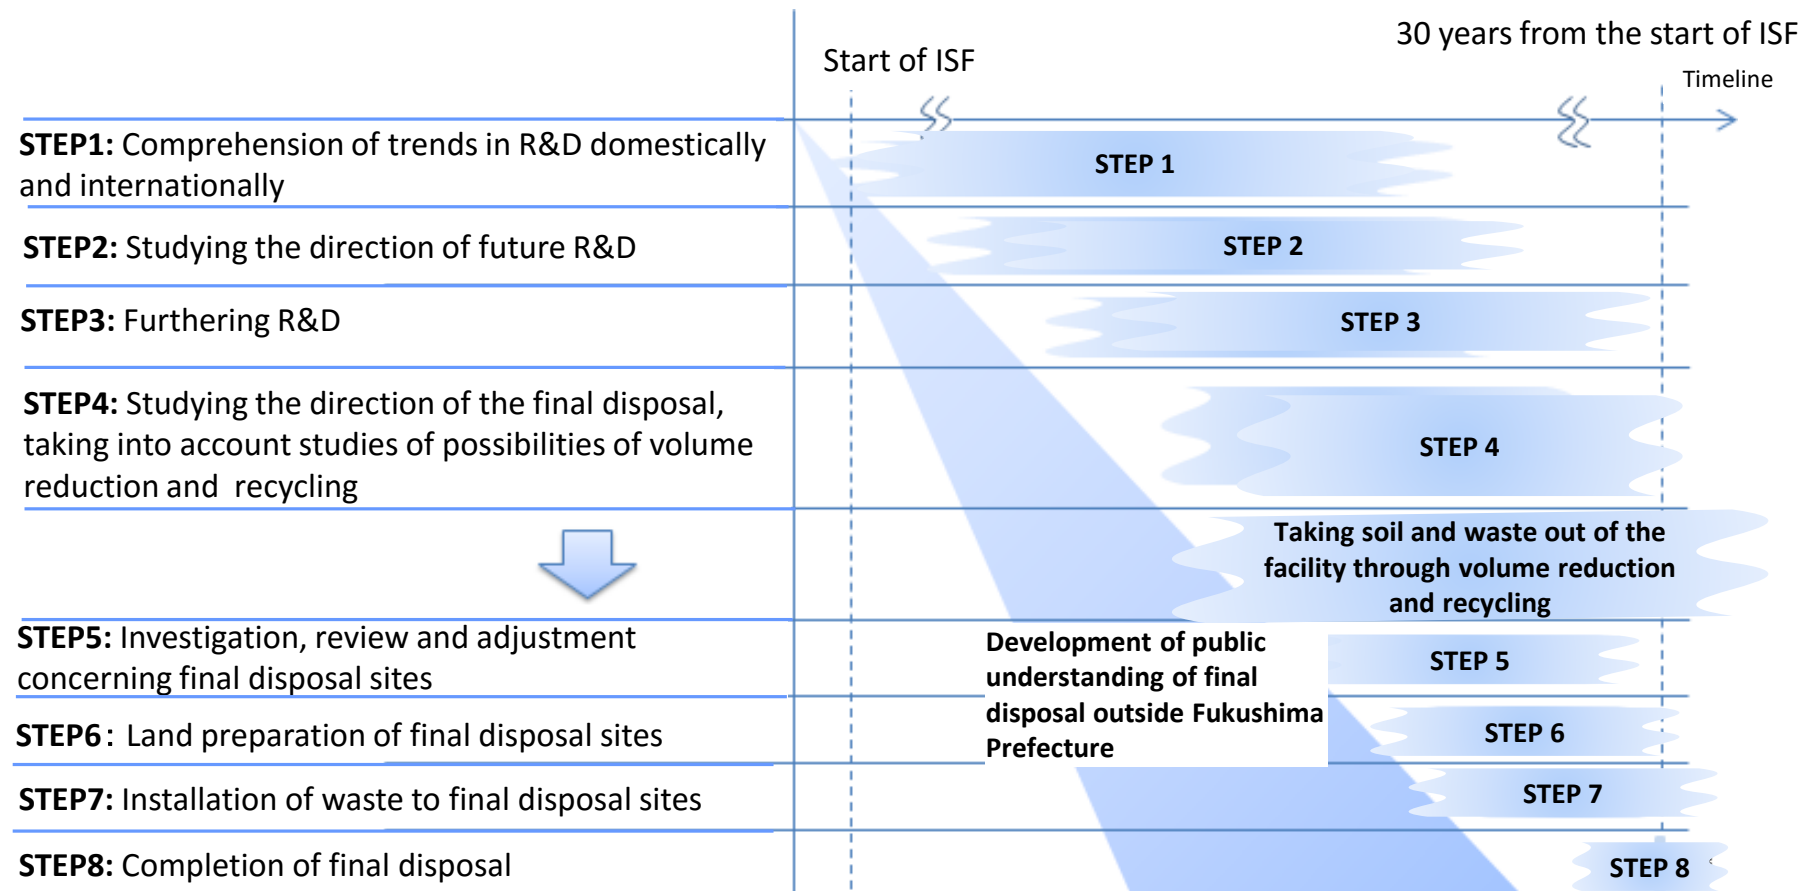 30 years from the start of ISF
Start of ISF
Timeline
STEP1: Comprehension of trends in R&D domestically
and internationally
STEP 1
STEP2: Studying the direction of future R&D
STEP 2
STEP3: Furthering R&D
STEP 3
STEP4: Studying the direction of the final disposal,
taking into account studies of possibilities of volume
reduction and recycling
STEP 4
Taking soil and waste out of the
facility through volume reduction
and recycling
STEP5: Investigation, review and adjustment
concerning final disposal sites
Development of public
understanding of final
disposal outside Fukushima
Prefecture
STEP 5
STEP6: Land preparation of final disposal sites
STEP 6
STEP7: Installation of waste to final disposal sites
STEP 7
STEP8: Completion of final disposal
STEP 8